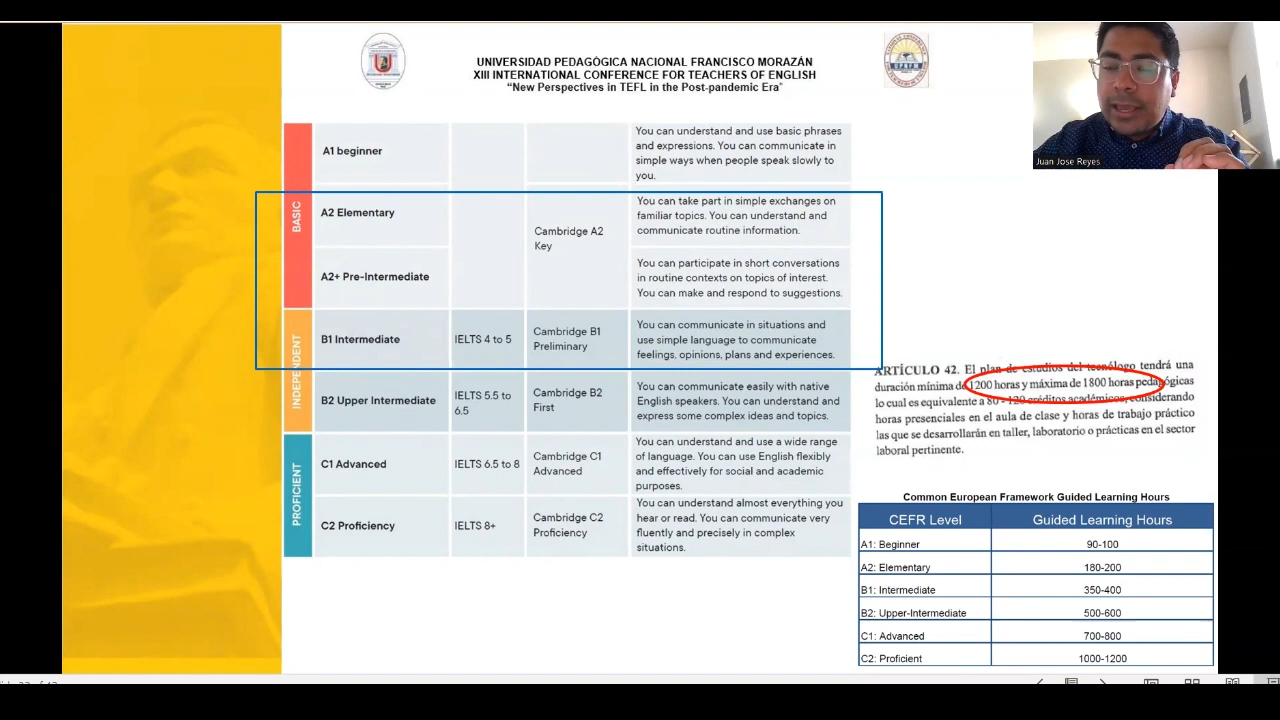 UNIVERSIDAD PEDAGÓGICA NACIONAL FRANCISCO MORAZÁN
XIII INTERNATIONAL CONFERENCE FOR TEACHERS OF ENGLISH
“New Perspectives in TEFL in the Post-pandemic Era”
Juan Jose Reyes
BASIC
A1 beginner
You can understand and use basic phrases
and expressions. You can communicate in
simple ways when people speak slowly to
you.
A2 Elementary
Cambridge A2
Key
You can take part in simple exchanges on
familiar topics. You can understand and
communicate routine information.
A2+ Pre-Intermediate
You can participate in short conversations
in routine contexts on topics of interest.
You can make and respond to suggestions.
INDEPENDENT
B1 Intermediate
IELTS 4 to 5
Cambridge B1
Preliminary
You can communicate in situations and
use simple language to communicate
feelings, opinions, plans and experiences.
B2 Upper Intermediate
IELTS 5.5 to
6.5
Cambridge B2
First
You can communicate easily with native
English speakers. You can understand and
express some complex ideas and topics.
PROFICIENT
C1 Advanced
IELTS 6.5 to 8
Cambridge C1
Advanced
You can understand and use a wide range
of language. You can use English flexibly
and effectively for social and academic
purposes.
C2 Proficiency
IELTS 8+
Cambridge C2
Proficiency
You can understand almost everything you
hear or read. You can communicate very
fluently and precisely in complex
situations.
ARTÍCULO 42. El plan de estudios del tecnólogo tendrá una
duración mínima de 1200 horas y máxima de 1800 horas pedagógicas
lo cual es equivalente a 80 - 120 créditos académicos, considerando
horas presenciales en el aula de clase y horas de trabajo práctico
las que se desarrollarán en taller, laboratorio o prácticas en el sector
laboral pertinente.
Common European Framework Guided Learning Hours
CEFR Level Guided Learning Hours
A1: Beginner 90-100
A2: Elementary 180-200
B1: Intermediate 350-400
B2: Upper-Intermediate 500-600
C1: Advanced 700-800
C2: Proficient 1000-1200